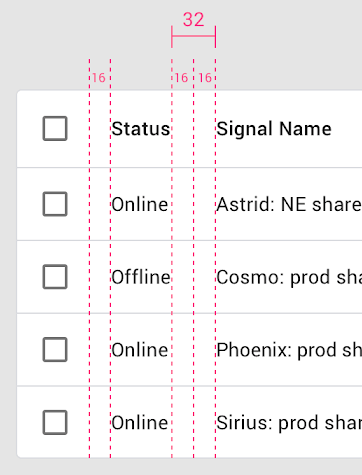 32
16 16 16
Status Signal Name
Online Astrid: NE share
Offline Cosmo: prod sha
Online Phoenix: prod sh
Online Sirius: prod shar